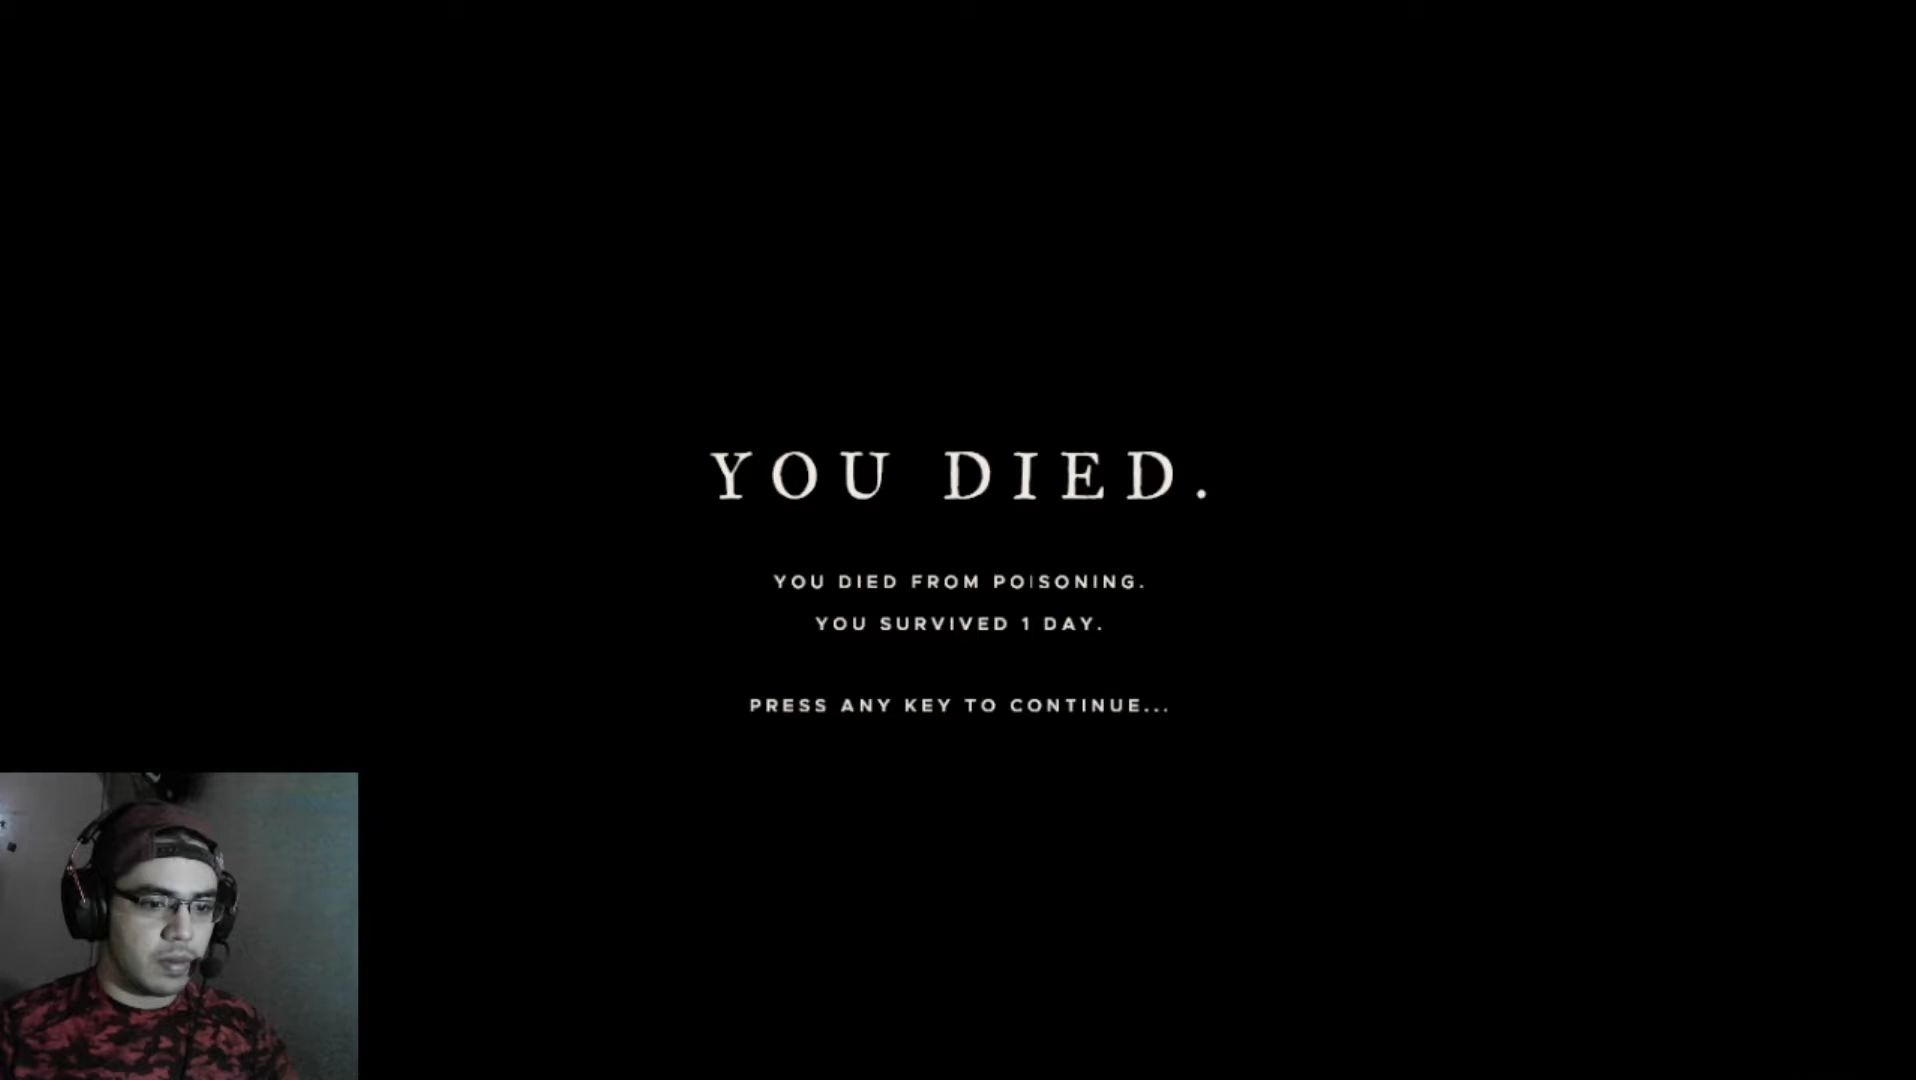 YOU DIED.
YOU DIED FROM POISONING.
YOU SURVIVED 1 DAY.
PRESS ANY KEY TO CONTINUE...